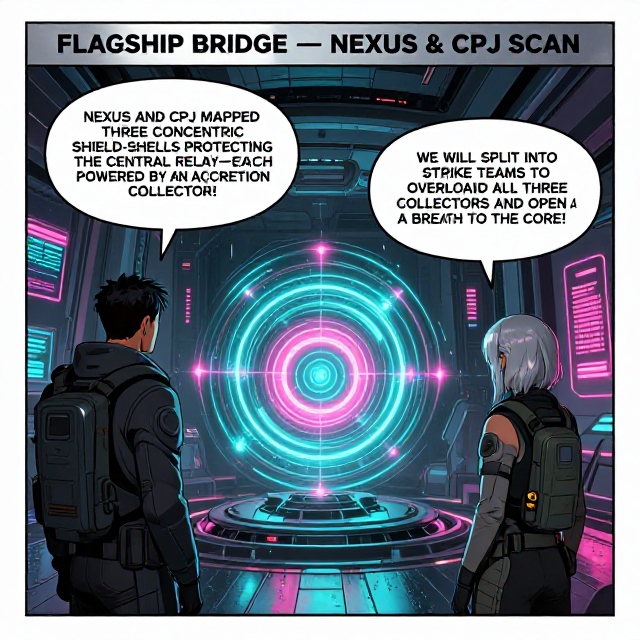 FLAGSHIP BRIDGE — NEXUS & CPJ SCAN
NEXUS AND CPJ MAPPED
THREE CONCENTRIC
SHIELD-SHELLS PROTECTING
THE CENTRAL RELAY—EACH
POWERED BY AN ACCRETION
COLLECTOR!
WE WILL SPLIT INTO
STRIKE TEAMS TO
OVERLOAD ALL THREE
COLLECTORS AND OPEN A
A BREATH TO THE CORE!